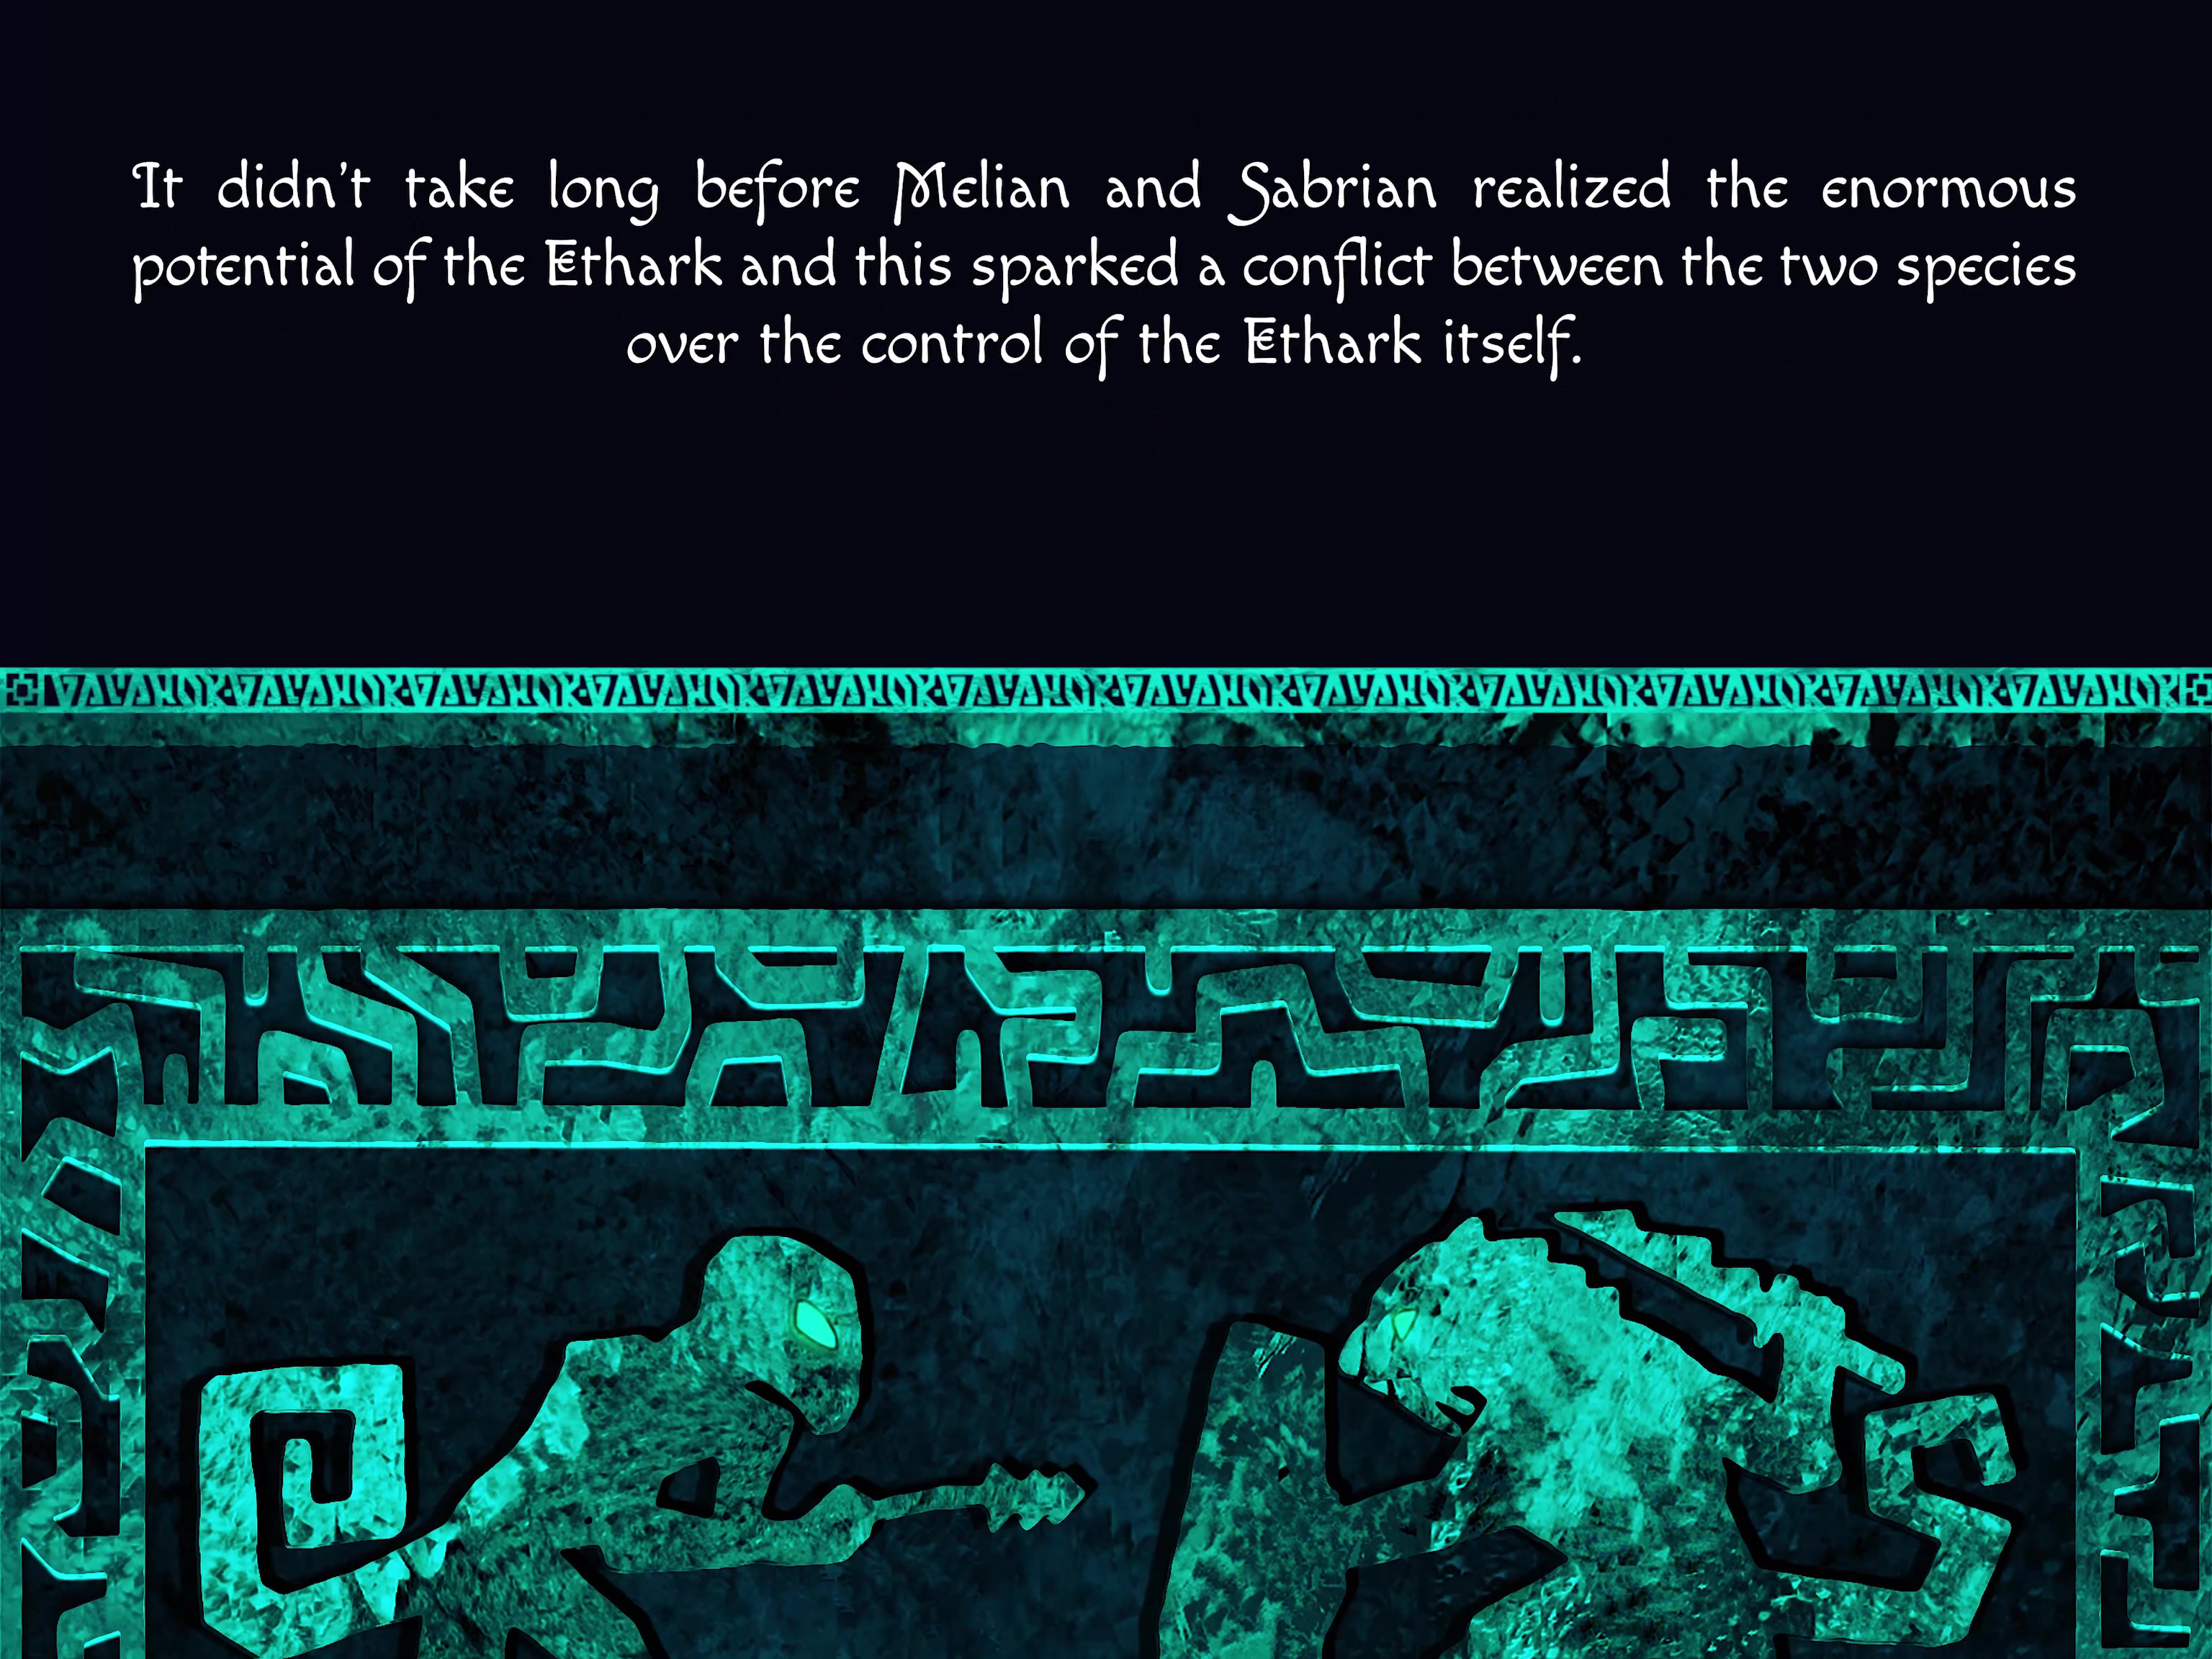 It didn't take long before Melian and Sabrian realized the enormous
potential of the Ethark and this sparked a conflict between the two species
over the control of the Ethark itself.